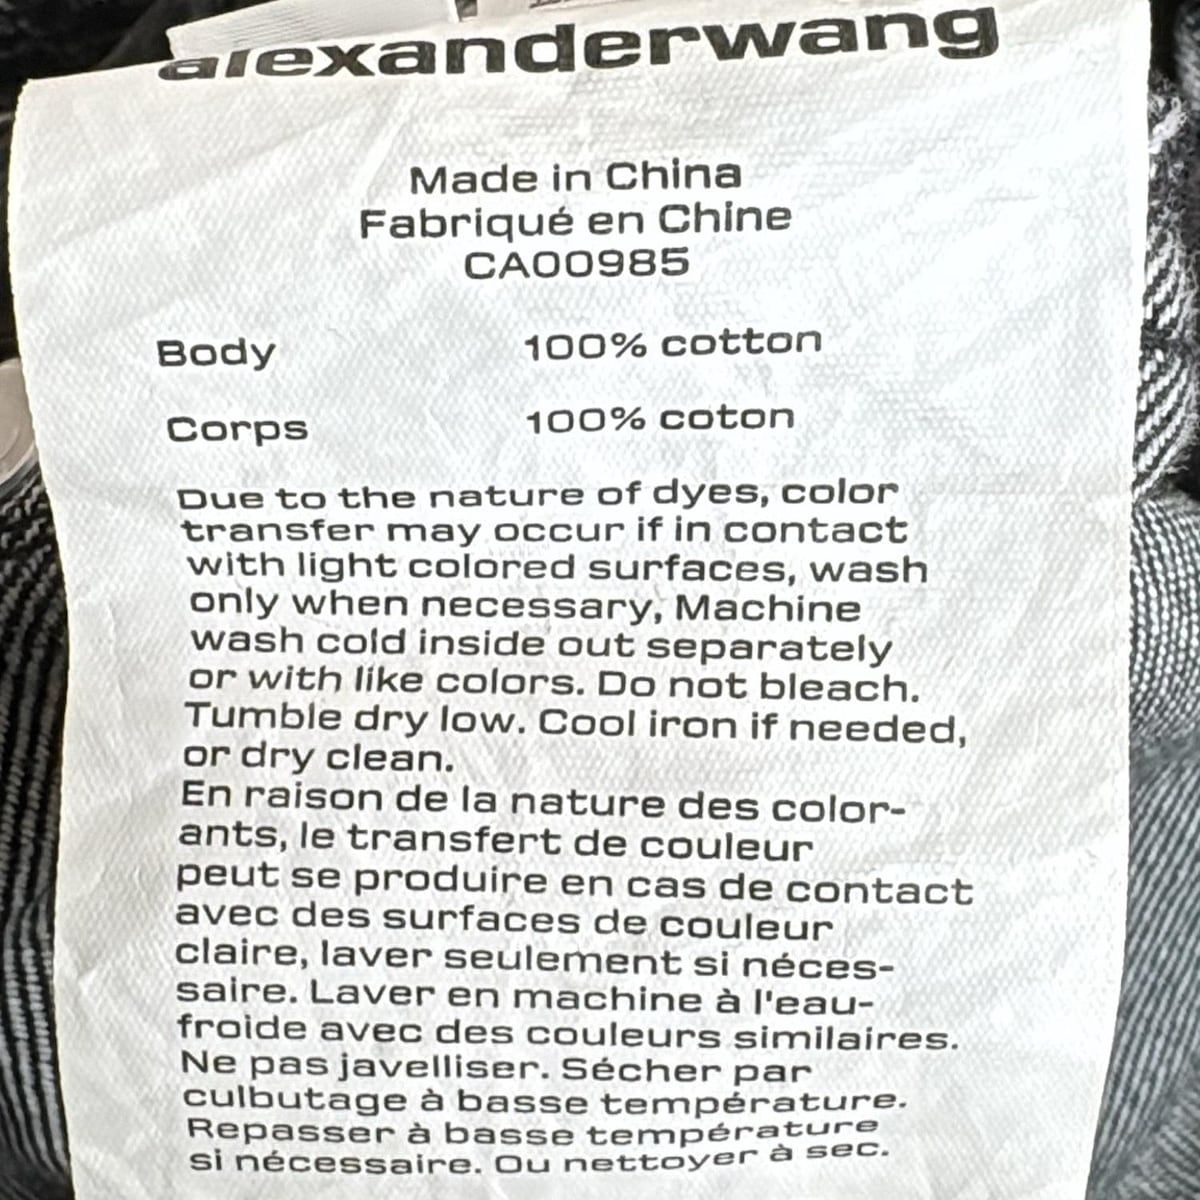 alexanderwang
Made in China
Fabriqué en Chine
CA00985
Body 100% cotton
Corps 100% coton
Due to the nature of dyes, color
transfer may occur if in contact
with light colored surfaces, wash
only when necessary, Machine
wash cold inside out separately
or with like colors. Do not bleach.
Tumble dry low. Cool iron if needed,
or dry clean.
En raison de la nature des color-
ants, le transfert de couleur
peut se produire en cas de contact
avec des surfaces de couleur
claire, laver seulement si néces-
saire. Laver en machine à l'eau-
froide avec des couleurs similaires.
Ne pas javelliser. Sécher par
culbutage à basse température.
Repasser à basse température
si nécessaire. Ou nettoyer à sec.